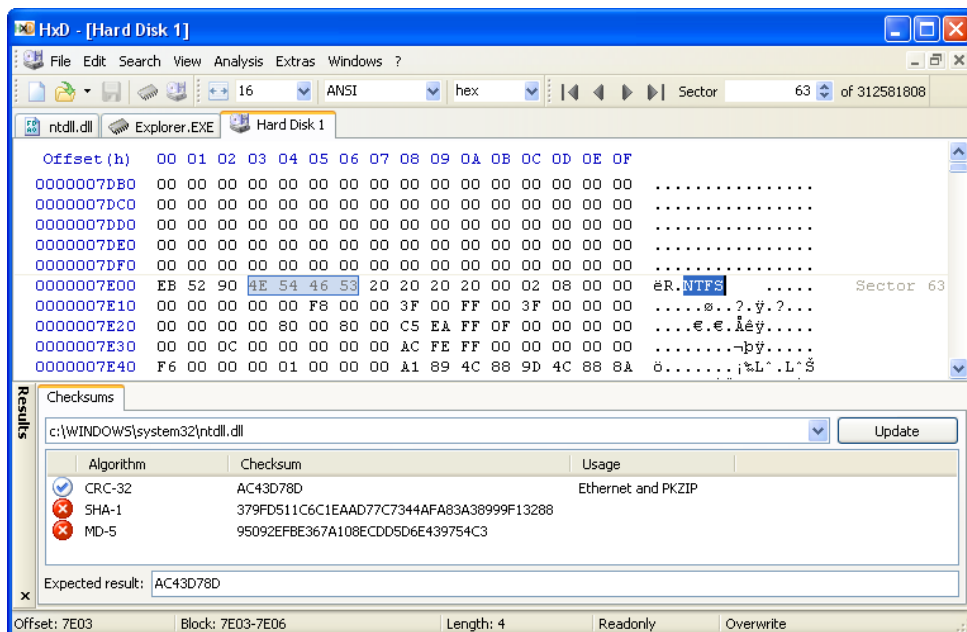 HxD - [Hard Disk 1]
File Edit Search View Analysis Extras Windows ?
16 ANSI hex Sector 63 of 312581808
ntdll.dll Explorer.EXE Hard Disk 1
Offset(h) 00 01 02 03 04 05 06 07 08 09 0A 0B 0C 0D 0E 0F
0000007DB0 00 00 00 00 00 00 00 00 00 00 00 00 00 00 00 00 ................
0000007DC0 00 00 00 00 00 00 00 00 00 00 00 00 00 00 00 00 ................
0000007DD0 00 00 00 00 00 00 00 00 00 00 00 00 00 00 00 00 ................
0000007DE0 00 00 00 00 00 00 00 00 00 00 00 00 00 00 00 00 ................
0000007DF0 00 00 00 00 00 00 00 00 00 00 00 00 00 00 00 00 ................
0000007E00 EB 52 90 4E 54 46 53 20 20 20 20 00 02 08 00 00 ëR.NTFS    ..... Sector 63
0000007E10 00 00 00 00 00 F8 00 00 3F 00 FF 00 3F 00 00 00 .....ø..?.ÿ.?...
0000007E20 00 00 00 00 80 00 80 00 C5 EA FF 0F 00 00 00 00 ....€.€.Åêÿ.....
0000007E30 00 00 0C 00 00 00 00 00 AC FE FF 00 00 00 00 00 ........¬þÿ.....
0000007E40 F6 00 00 00 01 00 00 00 A1 89 4C 88 9D 4C 88 8A ö.......¡‰Lˆ.LˆŠ
Results
Checksums
c:\WINDOWS\system32\ntdll.dll Update
Algorithm Checksum Usage
CRC-32 AC43D78D Ethernet and PKZIP
SHA-1 379FD511C6C1EAAD77C7344AFA83A38999F13288
MD-5 95092EFBE367A108ECDD5D6E439754C3
Expected result: AC43D78D
Offset: 7E03 Block: 7E03-7E06 Length: 4 Readonly Overwrite